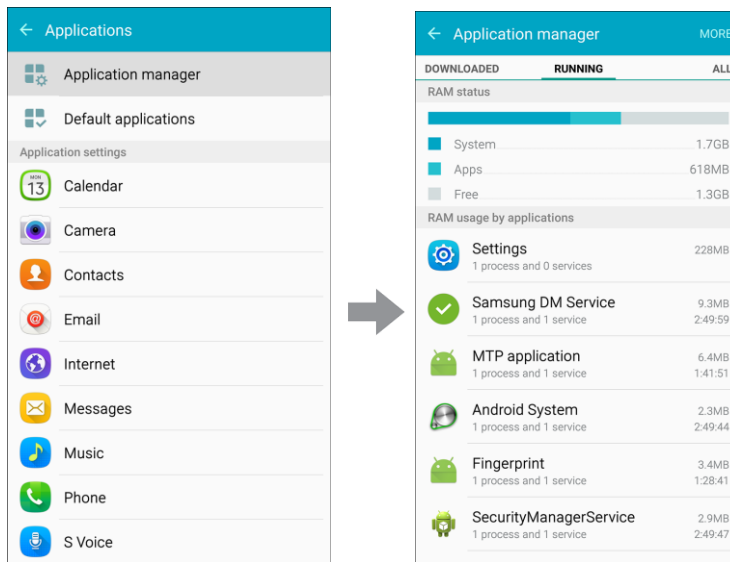 Applications
Application manager
Default applications
Application settings
MON
13
Calendar
Camera
Contacts
@
Email
Internet
Messages
Music
Phone
S Voice
Application manager MORE
DOWNLOADED RUNNING ALL
RAM status
System 1.7GB
Apps 618MB
Free 1.3GB
RAM usage by applications
Settings 228MB
1 process and 0 services
Samsung DM Service 9.3MB
1 process and 1 service 2:49:59
MTP application 6.4MB
1 process and 1 service 1:41:51
Android System 2.3MB
1 process and 1 service 2:49:44
Fingerprint 3.4MB
1 process and 1 service 1:28:41
SecurityManagerService 2.9MB
1 process and 1 service 2:49:47